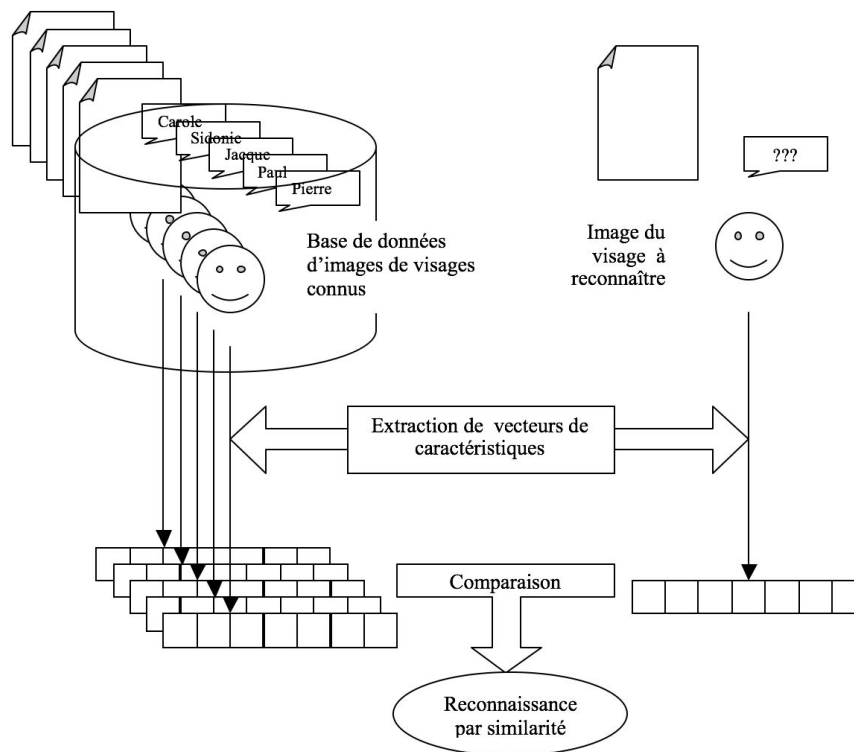 Carole
Sidonie
Jacque
Paul
Pierre
???
Base de données
d'images de visages
connus
Image du
visage à
reconnaître
Extraction de vecteurs de
caractéristiques
Comparaison
Reconnaissance
par similarité